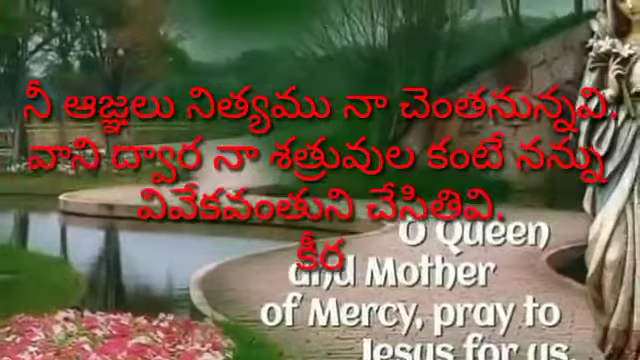 నీ ఆజ్ఞలు నిత్యము నా చెంతనున్నవి.
వాని ద్వార నా శత్రువుల కంటే నన్ను
వివేకవంతుని చేసితివి.
కీర
O Queen
and Mother
of Mercy, pray to
Jesus for us